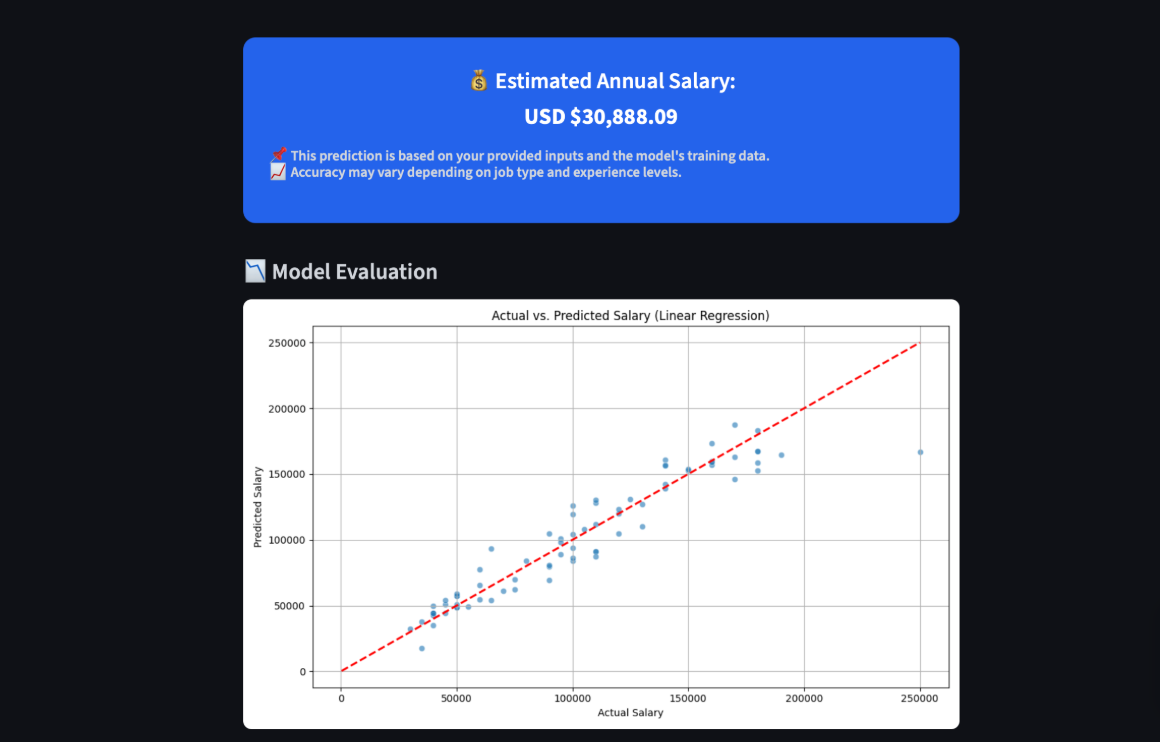 💰 Estimated Annual Salary:
USD $30,888.09
📌 This prediction is based on your provided inputs and the model's training data.
📈 Accuracy may vary depending on job type and experience levels.
📉 Model Evaluation
Actual vs. Predicted Salary (Linear Regression)
250000
200000
150000
100000
50000
0
Predicted Salary
0
50000
100000
150000
200000
250000
Actual Salary